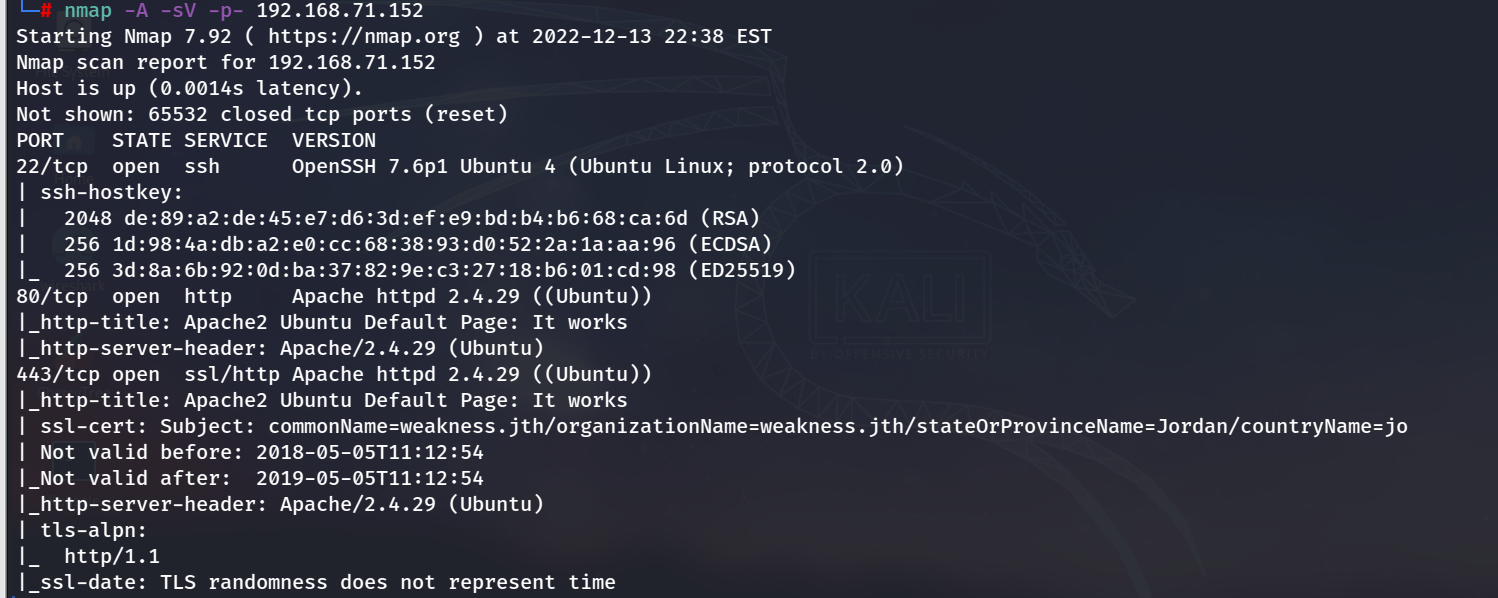 └─# nmap -A -sV -p- 192.168.71.152
Starting Nmap 7.92 ( https://nmap.org ) at 2022-12-13 22:38 EST
Nmap scan report for 192.168.71.152
Host is up (0.0014s latency).
Not shown: 65532 closed tcp ports (reset)
PORT    STATE SERVICE  VERSION
22/tcp  open  ssh      OpenSSH 7.6p1 Ubuntu 4 (Ubuntu Linux; protocol 2.0)
| ssh-hostkey:
|   2048 de:89:a2:de:45:e7:d6:3d:ef:e9:bd:b4:b6:68:ca:6d (RSA)
|   256 1d:98:4a:db:a2:e0:cc:68:38:93:d0:52:2a:1a:aa:96 (ECDSA)
|_  256 3d:8a:6b:92:0d:ba:37:82:9e:c3:27:18:b6:01:cd:98 (ED25519)
80/tcp  open  http     Apache httpd 2.4.29 ((Ubuntu))
|_http-title: Apache2 Ubuntu Default Page: It works
|_http-server-header: Apache/2.4.29 (Ubuntu)
443/tcp open  ssl/http Apache httpd 2.4.29 ((Ubuntu))
|_http-title: Apache2 Ubuntu Default Page: It works
| ssl-cert: Subject: commonName=weakness.jth/organizationName=weakness.jth/stateOrProvinceName=Jordan/countryName=jo
| Not valid before: 2018-05-05T11:12:54
|_Not valid after:  2019-05-05T11:12:54
|_http-server-header: Apache/2.4.29 (Ubuntu)
| tls-alpn:
|_  http/1.1
|_ssl-date: TLS randomness does not represent time
KALI
BY OFFENSIVE SECURITY